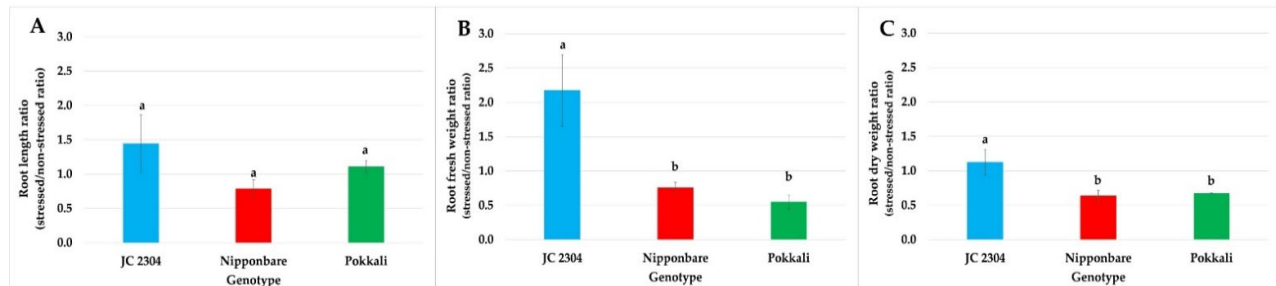 A
Root length ratio
(stressed/non-stressed ratio)
3.0
2.5
2.0
1.5
1.0
0.5
0.0
a
a
a
JC 2304
Nipponbare
Pokkali
Genotype
B
Root fresh weight ratio
(stressed/non-stressed ratio)
3.0
2.5
2.0
1.5
1.0
0.5
0.0
a
b
b
JC 2304
Nipponbare
Pokkali
Genotype
C
Root dry weight ratio
(stressed/non-stressed ratio)
3.0
2.5
2.0
1.5
1.0
0.5
0.0
a
b
b
JC 2304
Nipponbare
Pokkali
Genotype